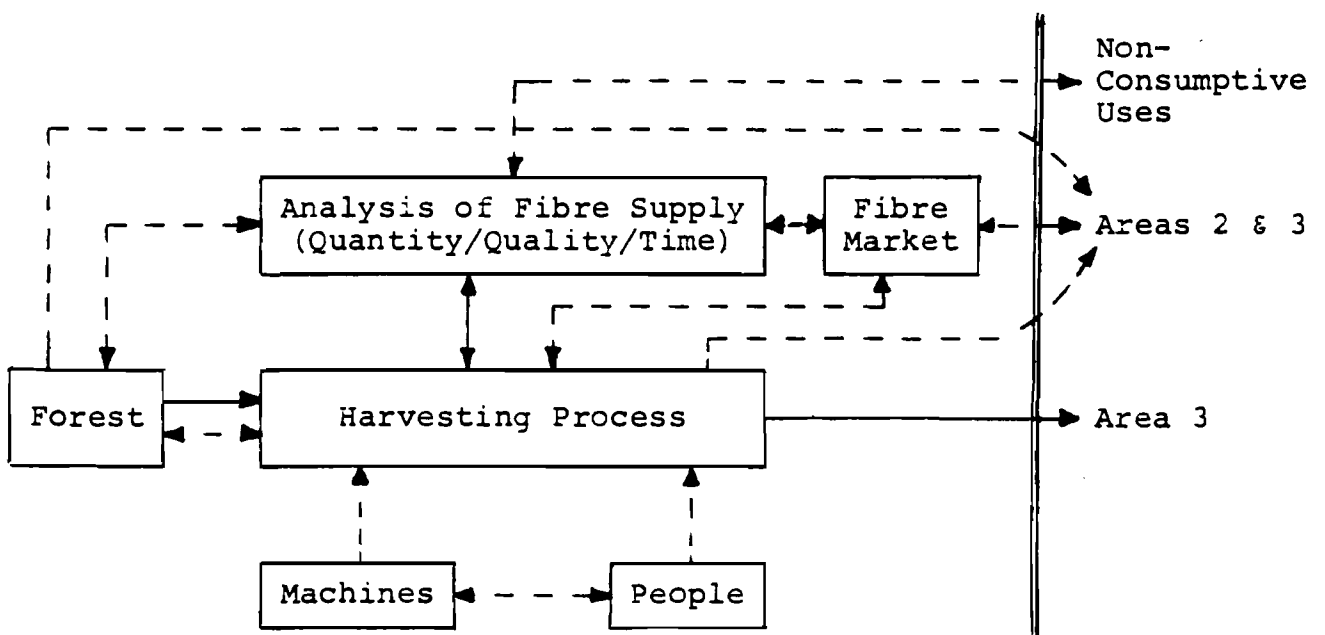 Non-
Consumptive
Uses
Analysis of Fibre Supply
(Quantity/Quality/Time)
Fibre
Market
Areas 2 & 3
Forest
Harvesting Process
Area 3
Machines
People